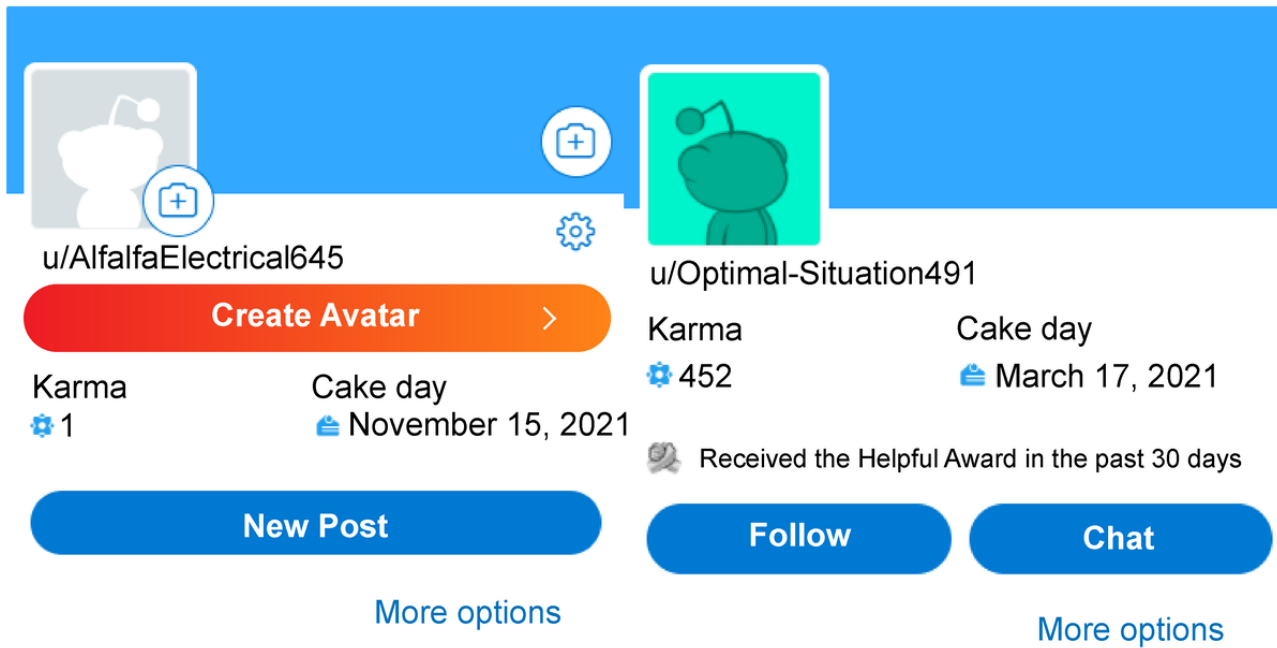 u/AlfalfaElectrical645
Create Avatar
Karma
Cake day
1
November 15, 2021
New Post
More options
u/Optimal-Situation491
Karma
Cake day
452
March 17, 2021
Received the Helpful Award in the past 30 days
Follow
Chat
More options